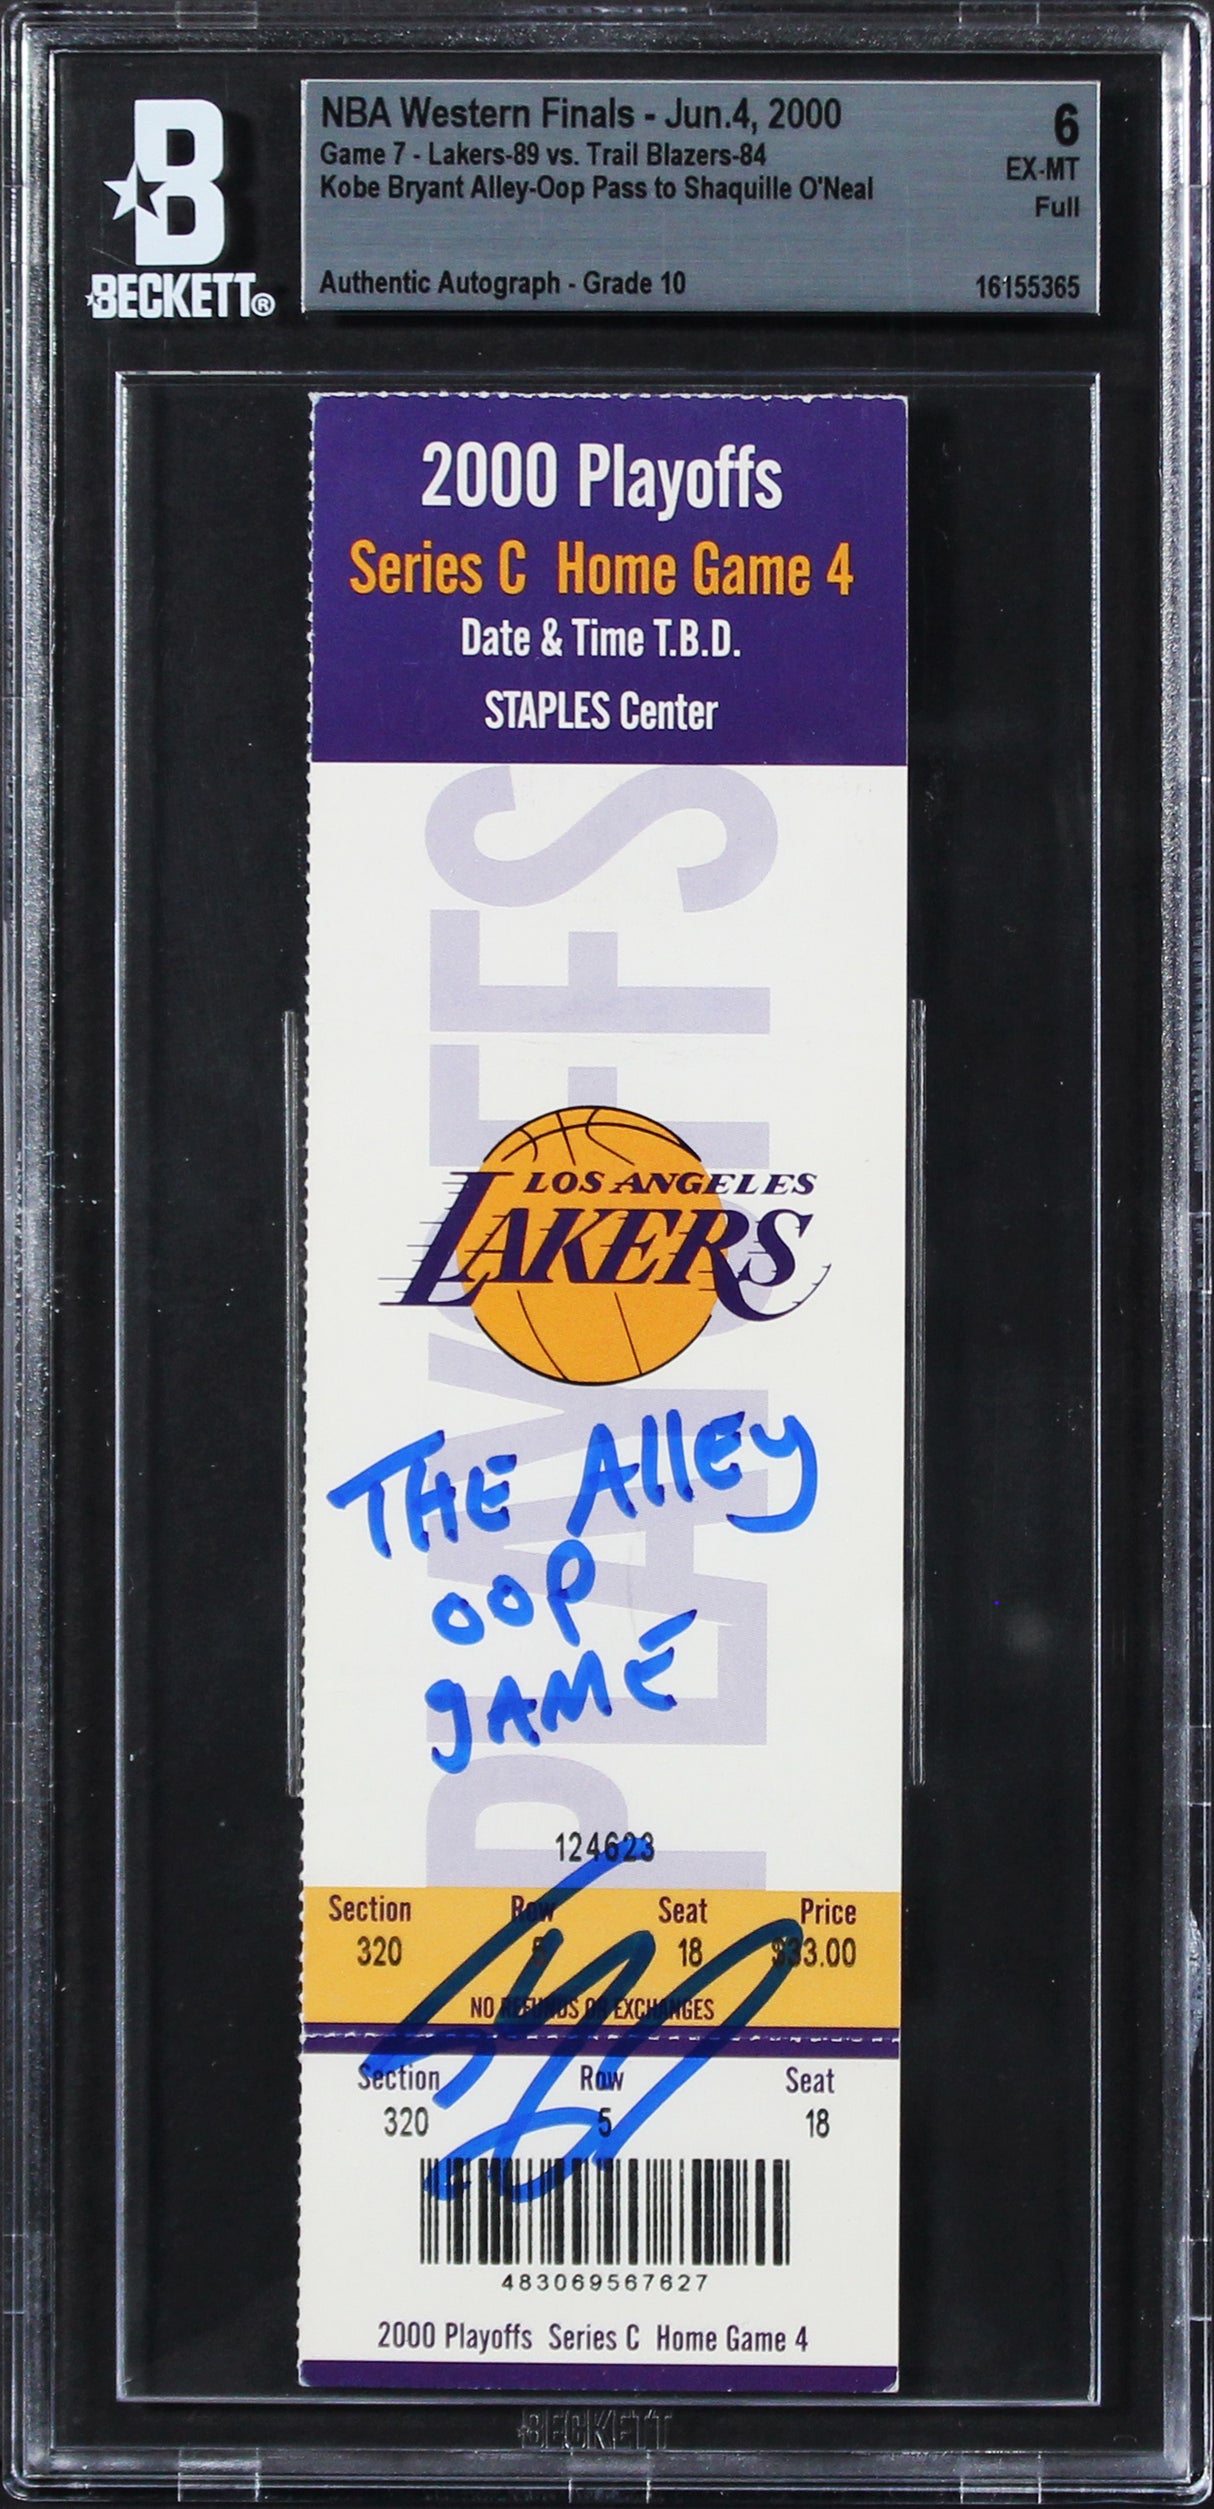 NBA Western Finals - Jun.4, 2000
6
Game 7 - Lakers-89 vs. Trail Blazers-84
EX-MT
Kobe Bryant Alley-Oop Pass to Shaquille O'Neal
Full
Authentic Autograph - Grade 10
16155365
B
BECKETT®
2000 Playoffs
Series C Home Game 4
Date & Time T.B.D.
STAPLES Center
PLAYOFFS
LOS ANGELES
LAKERS
THE Alley
OOP
GAME
124623
Section Row Seat Price
320 5 18 $33.00
NO REFUNDS OR EXCHANGES
Section Row Seat
320 5 18
483069567627
2000 Playoffs Series C Home Game 4
BECKETT